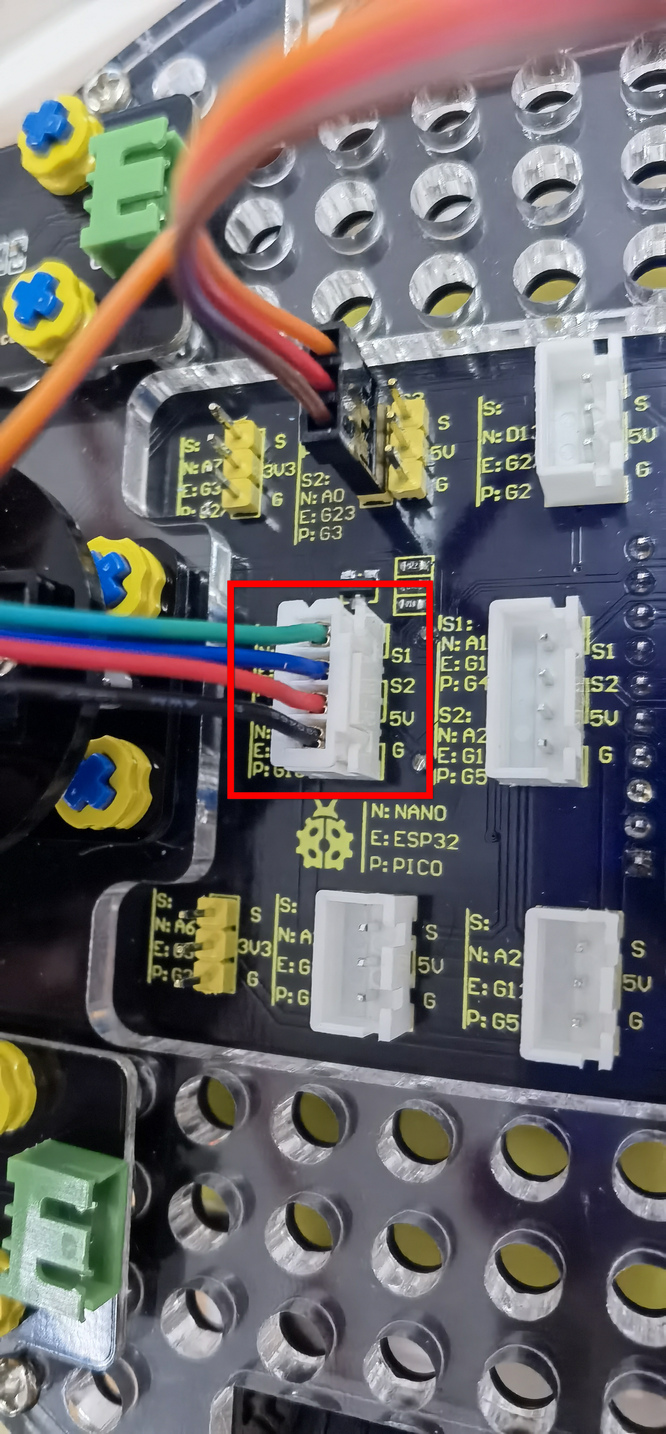 S:
N: A7
E: G3
3V3
S
G
S2:
N: A0
E: G23
P: G3
S
5V
G
S:
N: D13
E: G2
P: G2
S
5V
G
N:
E:
S1
S2
5V
G
S1:
N: A1
E: G1
P: G4
S2:
N: A2
E: G1
P: G5
S1
S2
5V
G
N: NANO
E: ESP32
P: PICO
S:
N: A6
S
3V3
G
S:
N: A
E: G
P: G
S
5V
G
S:
N: A2
E: G1
P: G5
S
5V
G